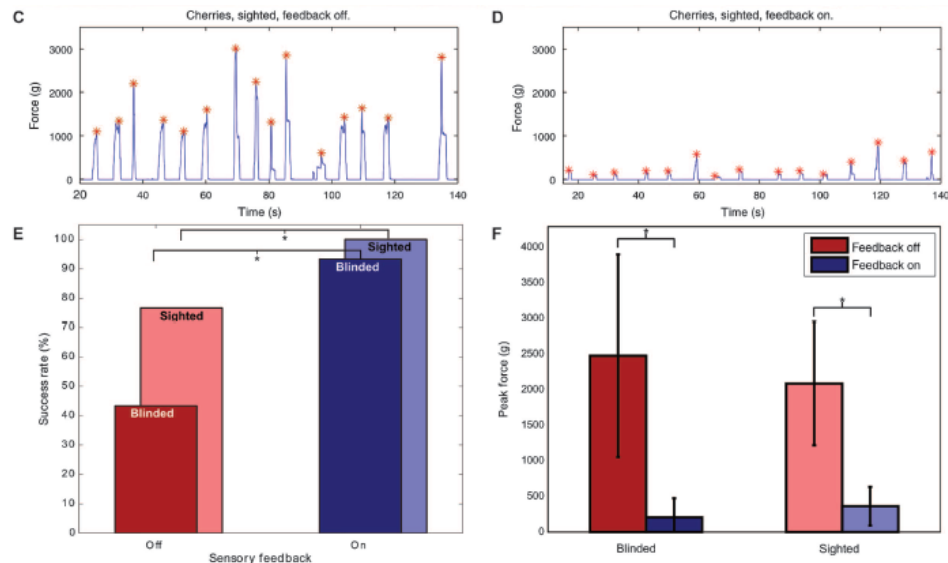 C
Cherries, sighted, feedback off.
Force (g)
3000
2000
1000
0
20 40 60 80 100 120 140
Time (s)
D
Cherries, sighted, feedback on.
Force (g)
3000
2000
1000
0
20 40 60 80 100 120 140
Time (s)
E
Success rate (%)
100
90
80
70
60
50
40
30
20
10
0
*
*
Sighted
Blinded
Sighted
Blinded
Off On
Sensory feedback
F
Peak force (g)
4000
3500
3000
2500
2000
1500
1000
500
0
*
*
Feedback off
Feedback on
Blinded Sighted